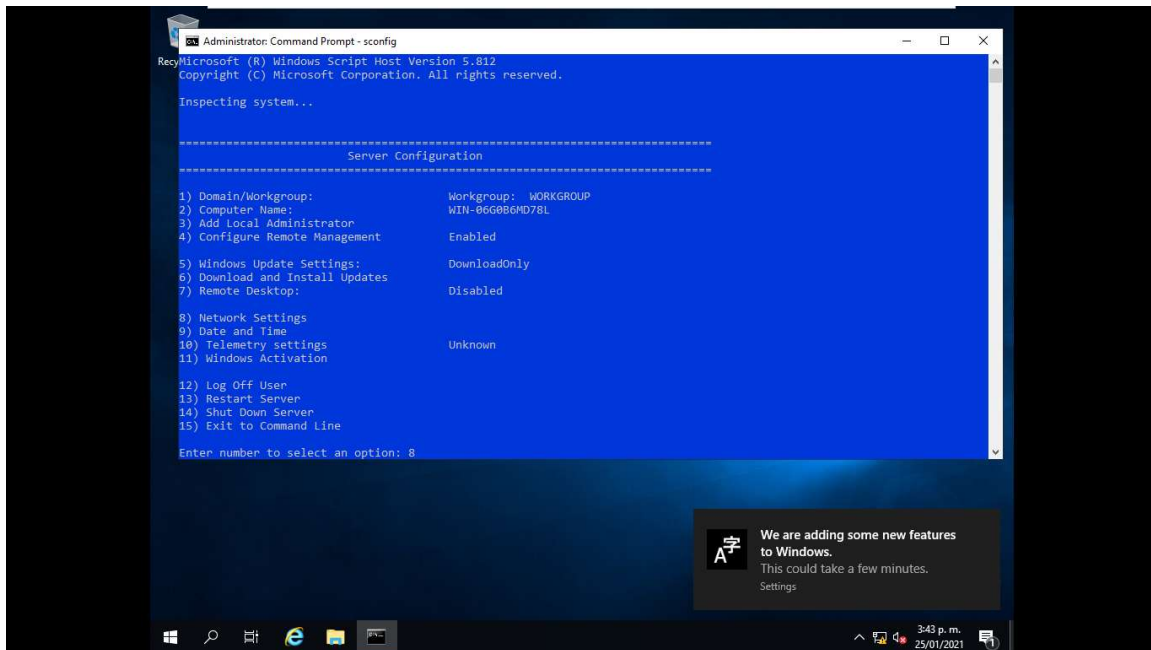 Administrator: Command Prompt - sconfig
Recy
Microsoft (R) Windows Script Host Version 5.812
Copyright (C) Microsoft Corporation. All rights reserved.
Inspecting system...
===============================================================================
Server Configuration
===============================================================================
1) Domain/Workgroup: Workgroup: WORKGROUP
2) Computer Name: WIN-06G0B6MD78L
3) Add Local Administrator
4) Configure Remote Management Enabled
5) Windows Update Settings: DownloadOnly
6) Download and Install Updates
7) Remote Desktop: Disabled
8) Network Settings
9) Date and Time
10) Telemetry settings Unknown
11) Windows Activation
12) Log Off User
13) Restart Server
14) Shut Down Server
15) Exit to Command Line
Enter number to select an option: 8
A字
We are adding some new features
to Windows.
This could take a few minutes.
Settings
3:43 p. m.
25/01/2021
1